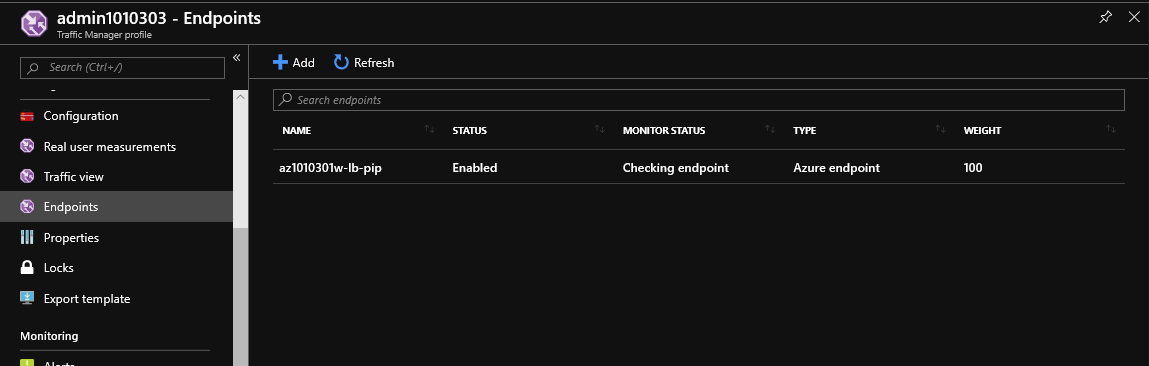 admin1010303 - Endpoints
Traffic Manager profile
Search (Ctrl+/)
«
Configuration
Real user measurements
Traffic view
Endpoints
Properties
Locks
Export template
Monitoring
Alerts
Add Refresh
Search endpoints
NAME STATUS MONITOR STATUS TYPE WEIGHT
az1010301w-lb-pip Enabled Checking endpoint Azure endpoint 100